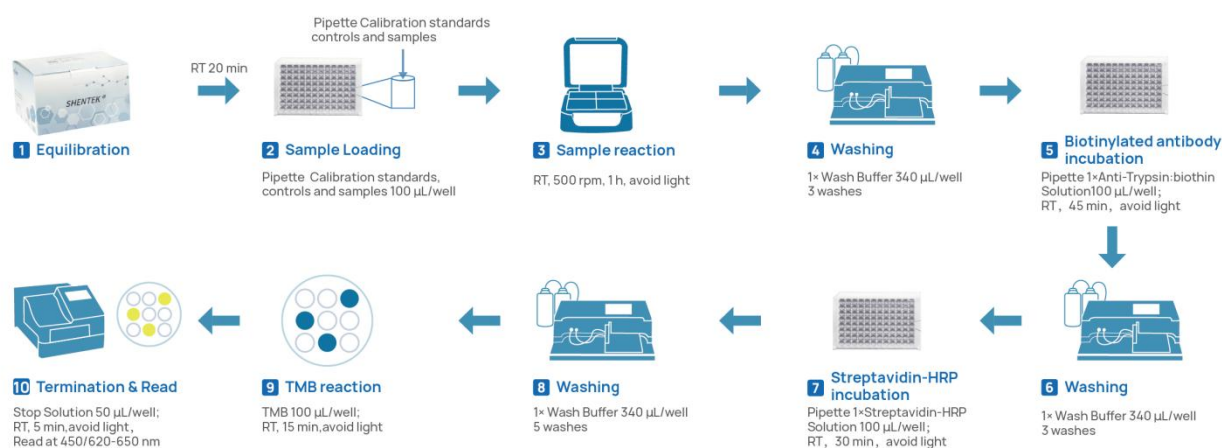 Pipette Calibration standards
controls and samples
RT 20 min
SHENTEK®
1 Equilibration
2 Sample Loading
Pipette Calibration standards,
controls and samples 100 μL/well
3 Sample reaction
RT, 500 rpm, 1 h, avoid light
4 Washing
1× Wash Buffer 340 μL/well
3 washes
5 Biotinylated antibody
incubation
Pipette 1×Anti-Trypsin:biothin
Solution100 μL/well;
RT, 45 min, avoid light
6 Washing
1× Wash Buffer 340 μL/well
3 washes
7 Streptavidin-HRP
incubation
Pipette 1×Streptavidin-HRP
Solution 100 μL/well;
RT, 30 min, avoid light
8 Washing
1× Wash Buffer 340 μL/well
5 washes
9 TMB reaction
TMB 100 μL/well;
RT, 15 min,avoid light
10 Termination & Read
Stop Solution 50 μL/well;
RT, 5 min,avoid light,
Read at 450/620-650 nm